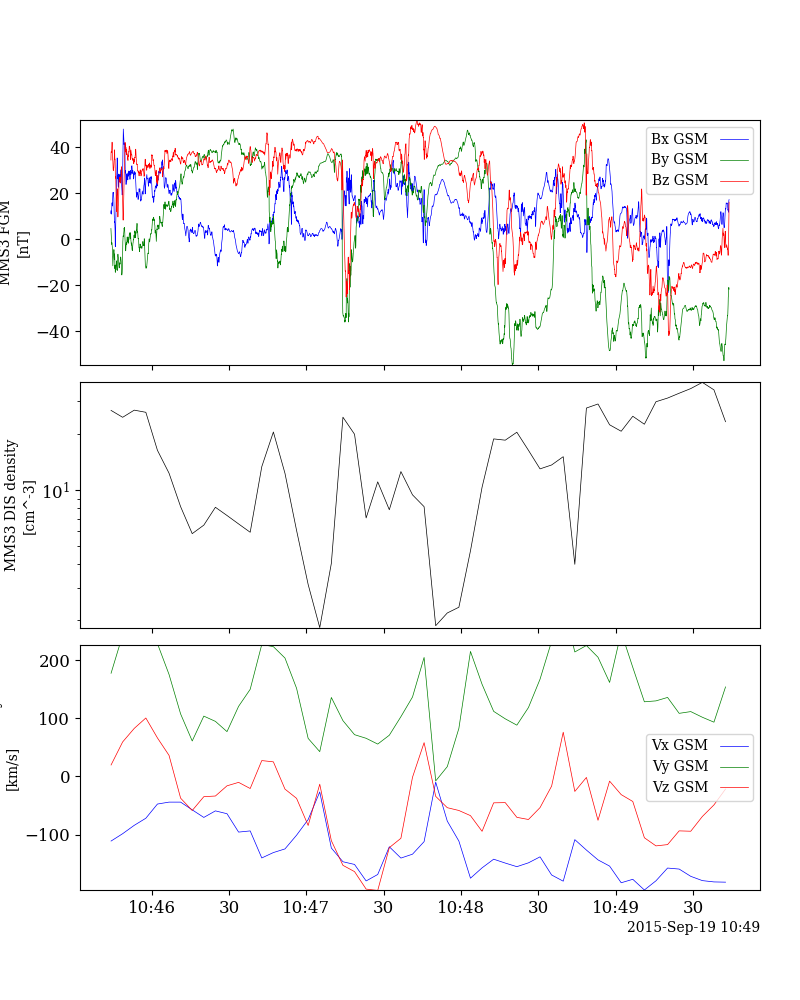 MMS3 FGM
[nT]
40
20
0
−20
−40
Bx GSM
By GSM
Bz GSM
MMS3 DIS density
[cm^-3]
10^1
200
100
0
−100
[km/s]
Vx GSM
Vy GSM
Vz GSM
10:46
30
10:47
30
10:48
30
10:49
30
2015-Sep-19 10:49